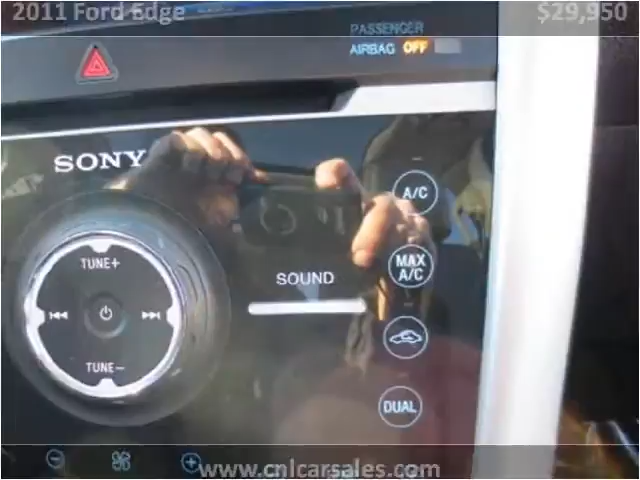 2011 Ford Edge
$29,950
PASSENGER
AIRBAG OFF
SONY
A/C
TUNE+
MAX
A/C
SOUND
TUNE-
DUAL
www.cnlcarsales.com